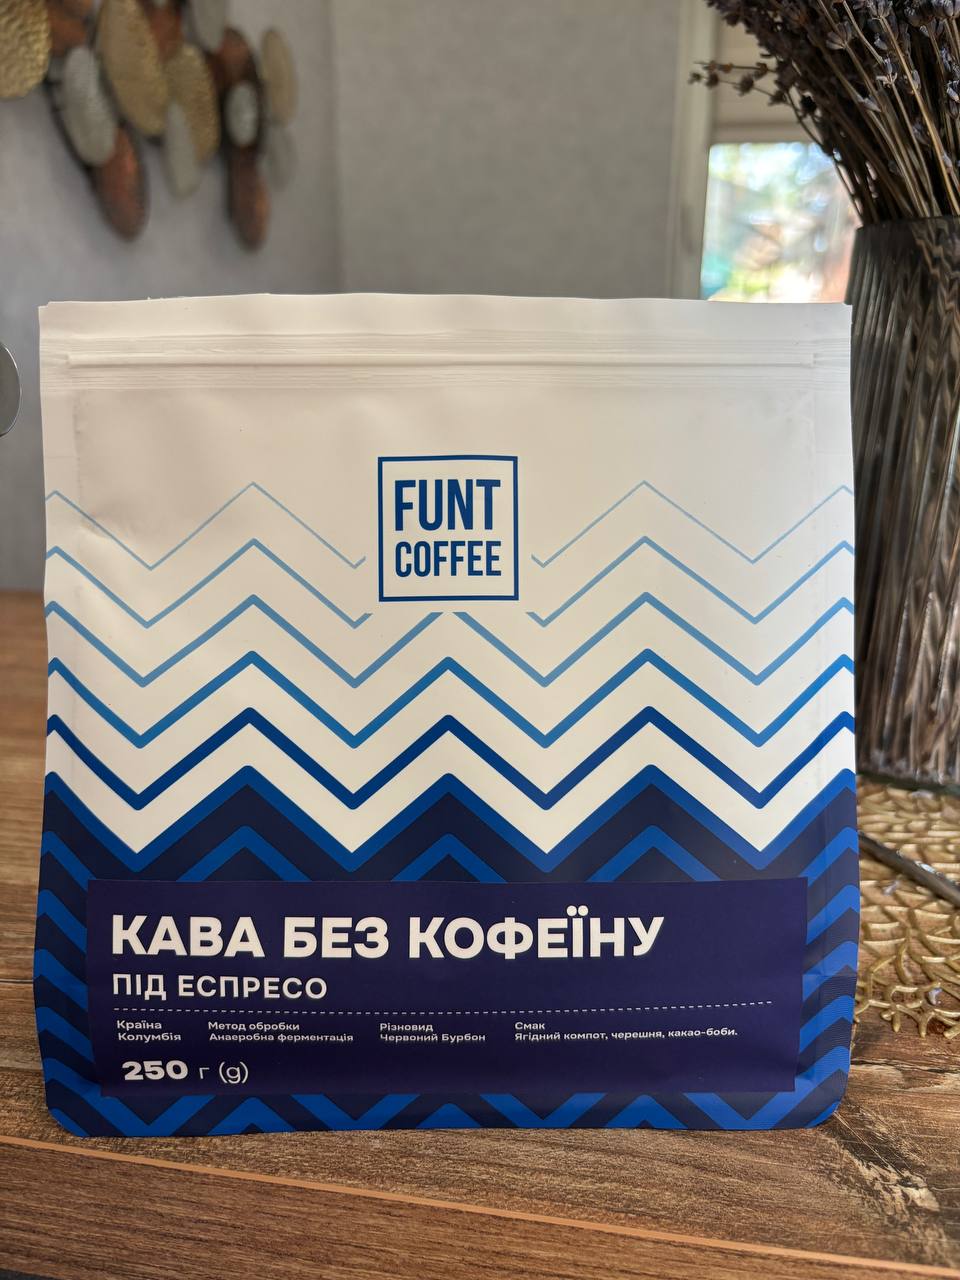 FUNT
COFFEE
КАВА БЕЗ КОФЕЇНУ
ПІД ЕСПРЕСО
Країна
Колумбія
Метод обробки
Анаеробна ферментація
Різновид
Червоний Бурбон
Смак
Ягідний компот, черешня, какао-боби.
250 г (g)